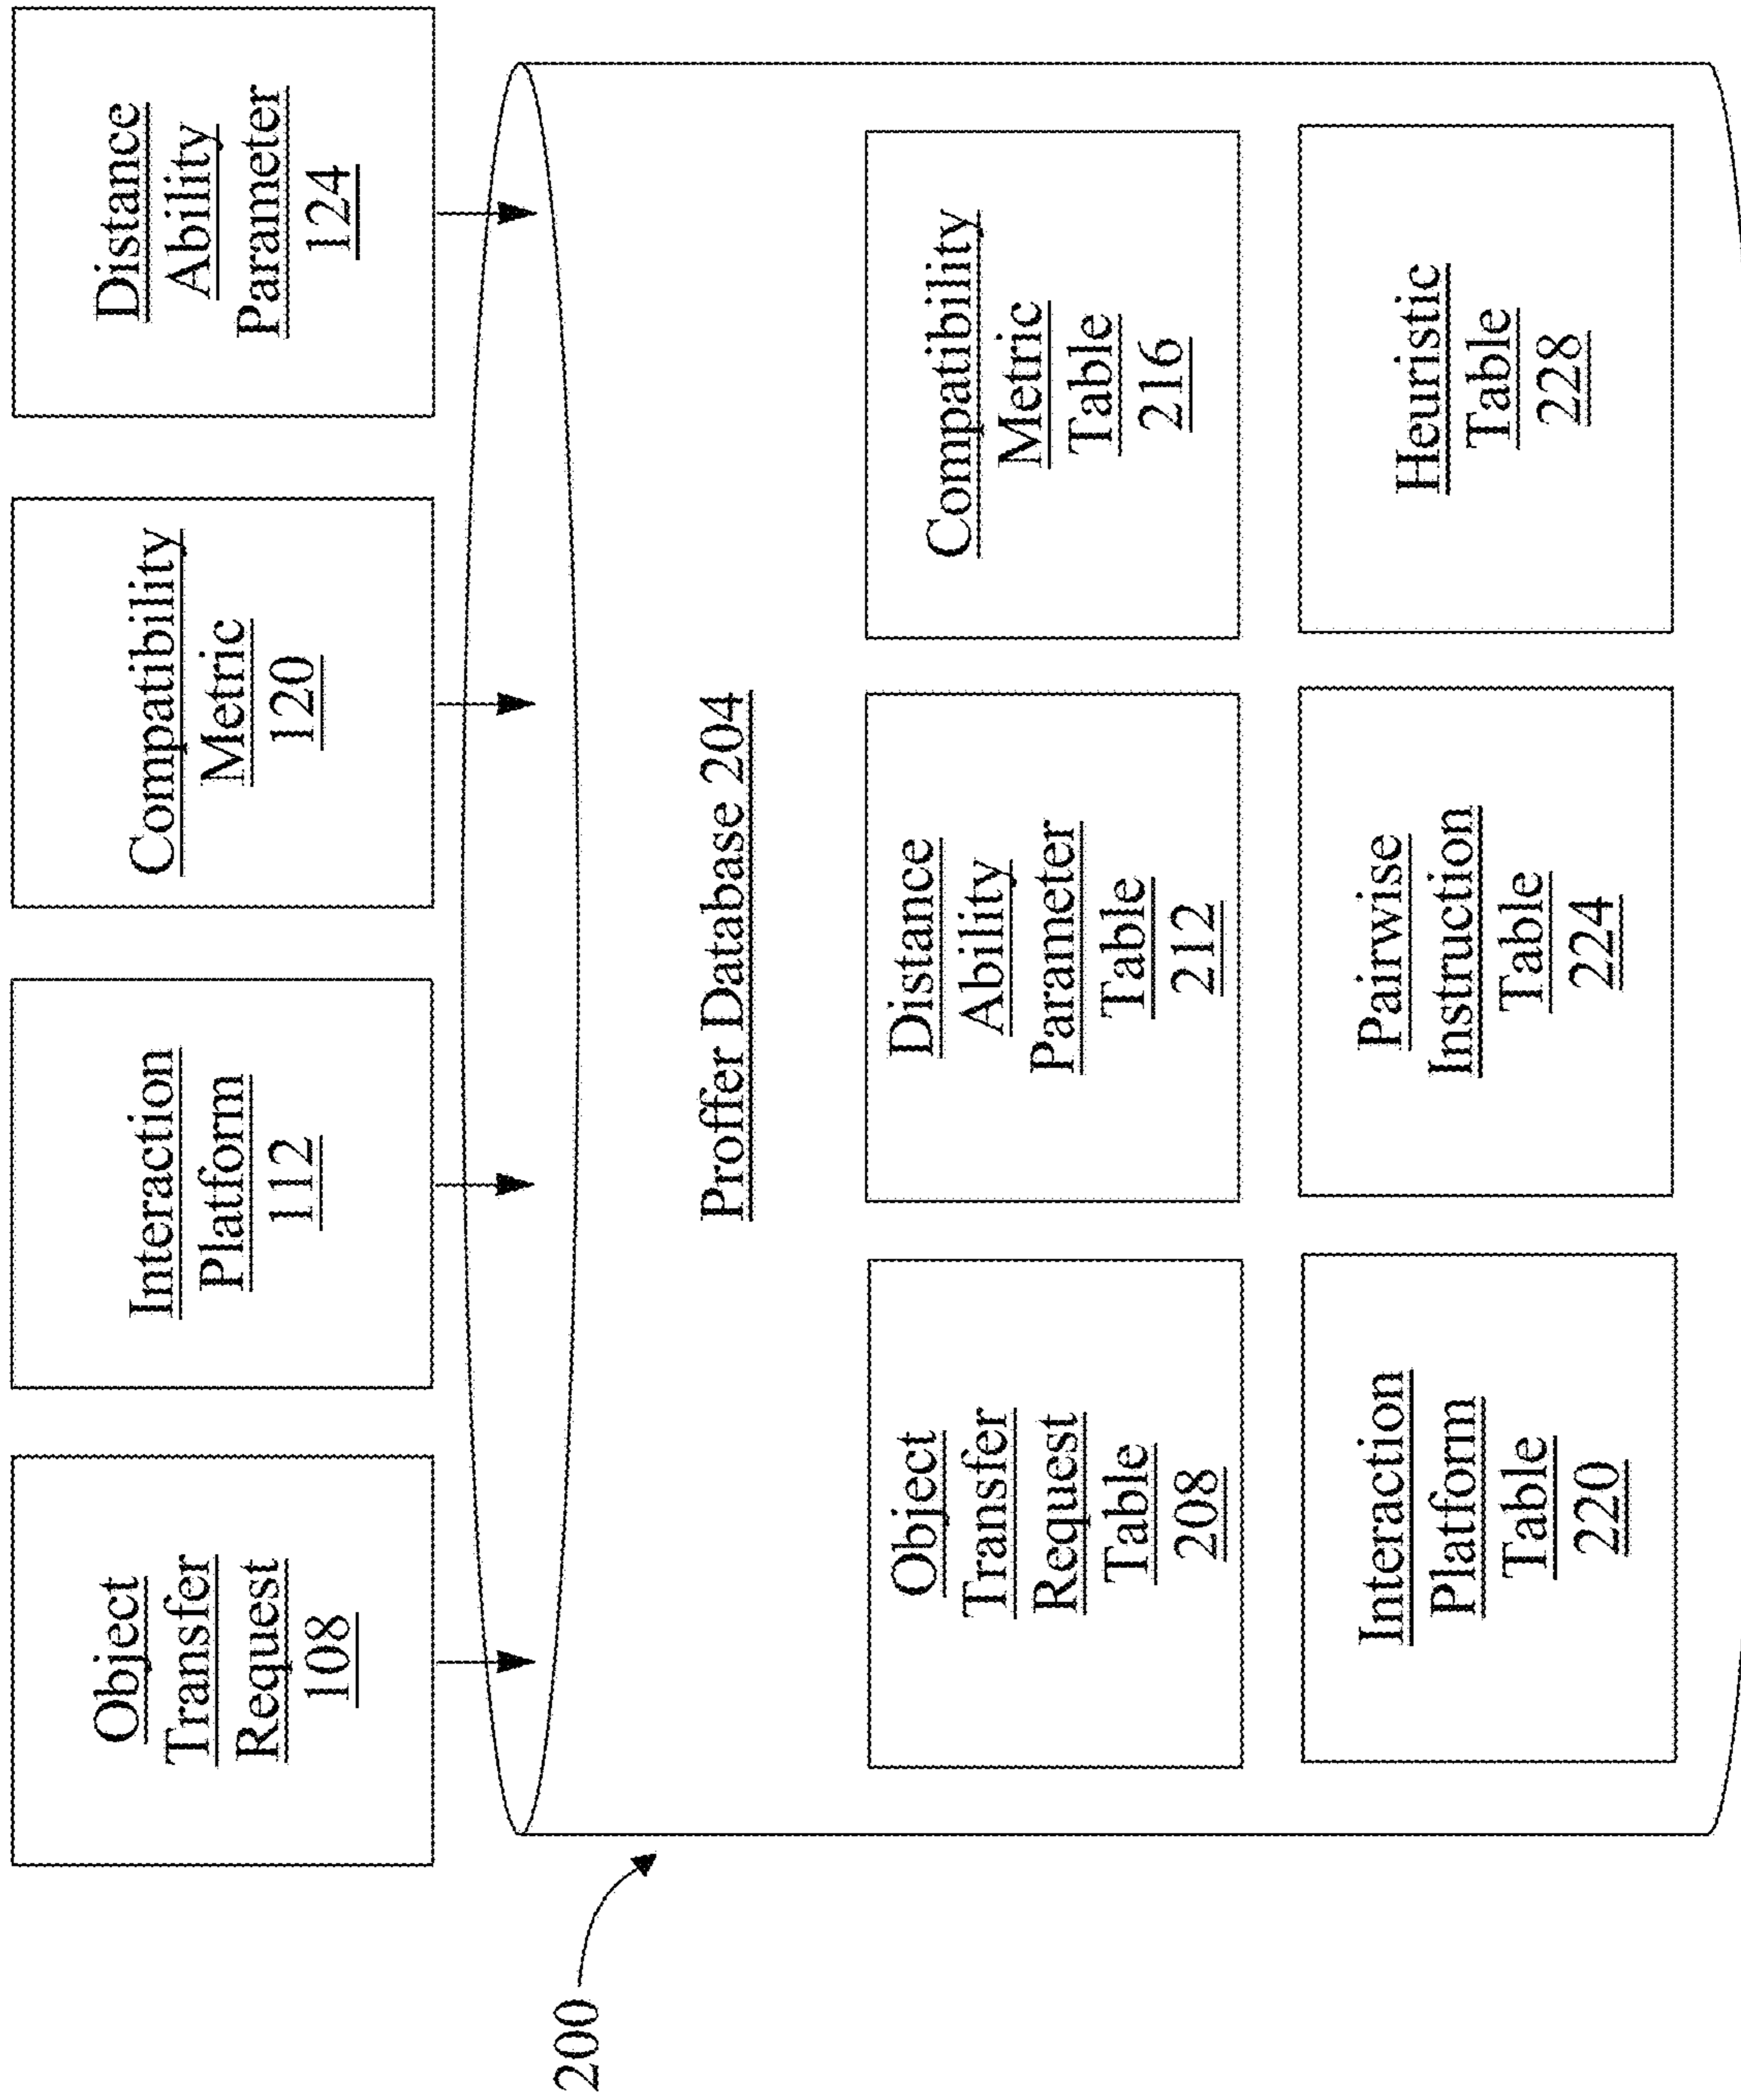 Object
Transfer
Request
108
Interaction
Platform
112
Compatibility
Metric
120
Distance
Ability
Parameter
124
200
Proffer Database 204
Object
Transfer
Request
Table
208
Distance
Ability
Parameter
Table
212
Compatibility
Metric
Table
216
Interaction
Platform
Table
220
Pairwise
Instruction
Table
224
Heuristic
Table
228